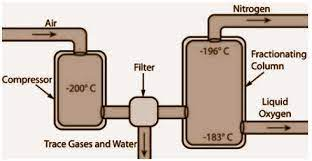 Air
Nitrogen
-196° C
Filter
Fractionating
Column
Compressor
-200° C
Liquid
Oxygen
-183° C
Trace Gases and Water